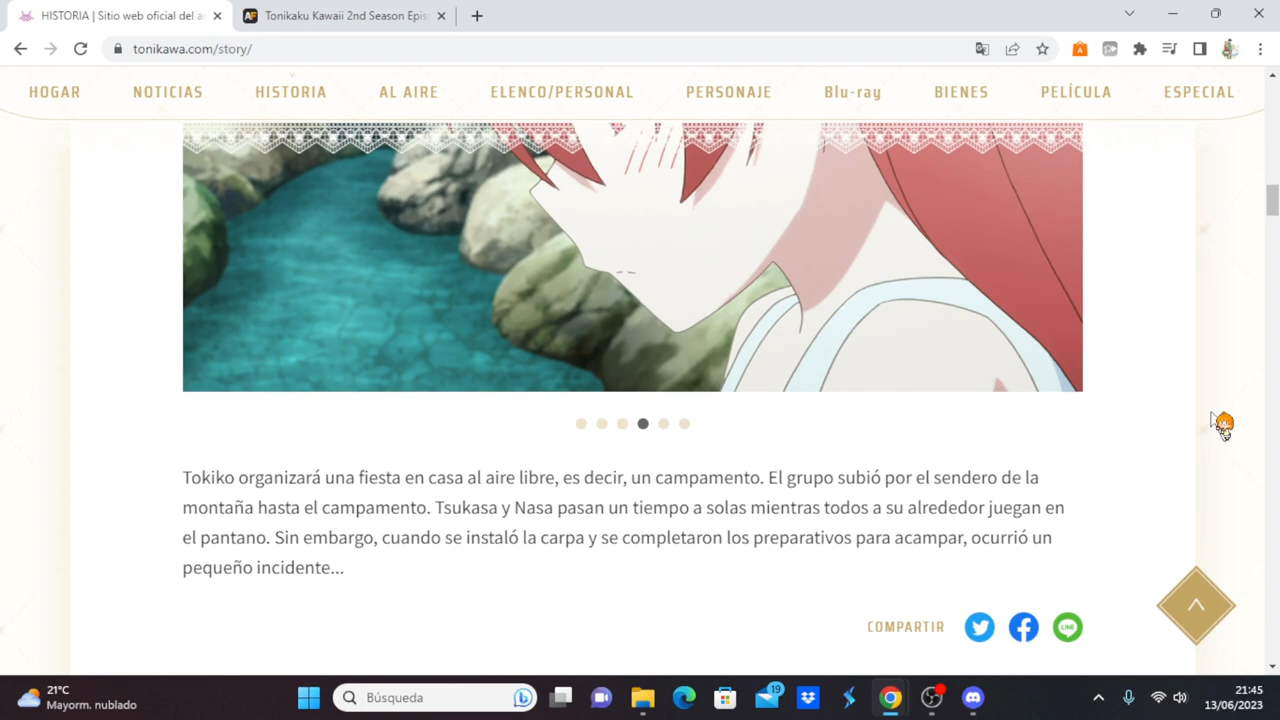 HISTORIA | Sitio web oficial del a
Tonikaku Kawaii 2nd Season Epis
tonikawa.com/story/
HOGAR NOTICIAS HISTORIA AL AIRE ELENCO/PERSONAL PERSONAJE Blu-ray BIENES PELÍCULA ESPECIAL
Tokiko organizará una fiesta en casa al aire libre, es decir, un campamento. El grupo subió por el sendero de la
montaña hasta el campamento. Tsukasa y Nasa pasan un tiempo a solas mientras todos a su alrededor juegan en
el pantano. Sin embargo, cuando se instaló la carpa y se completaron los preparativos para acampar, ocurrió un
pequeño incidente...
COMPARTIR
LINE
21°C
Mayorm. nublado
Búsqueda
19
21:45
13/06/2023